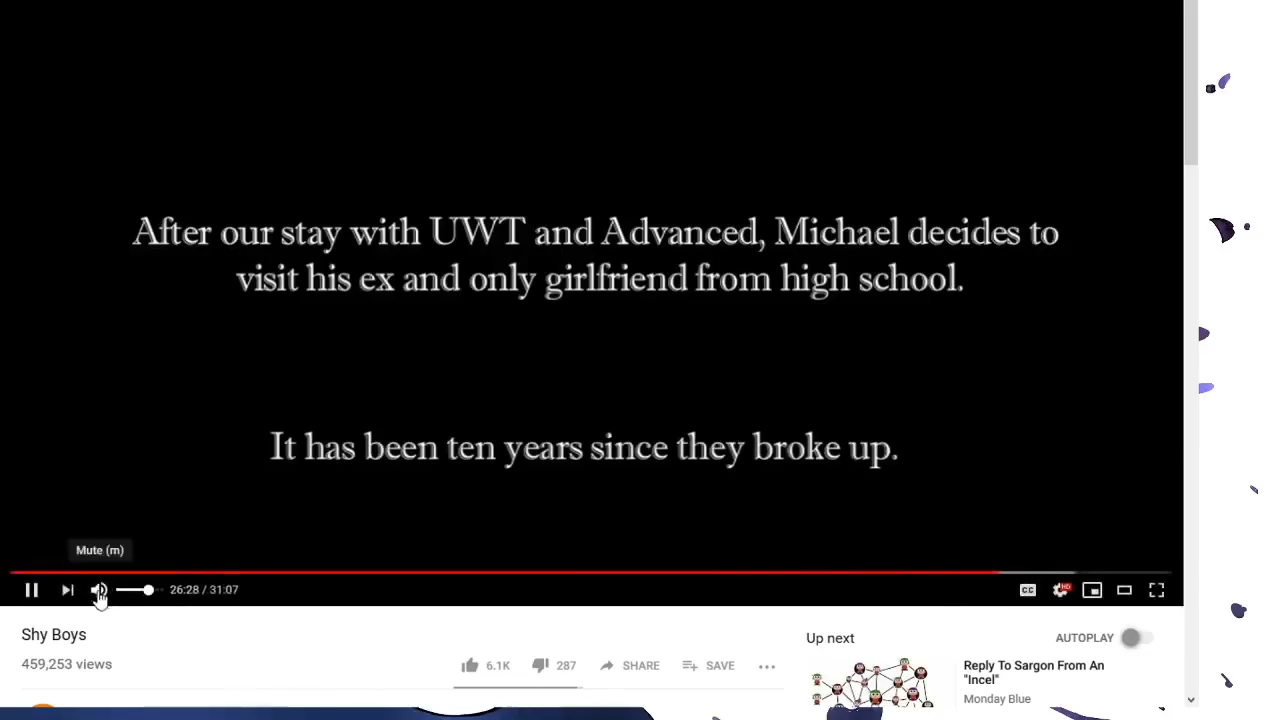 After our stay with UWT and Advanced, Michael decides to
visit his ex and only girlfriend from high school.
It has been ten years since they broke up.
Mute (m)
26:28 / 31:07
CC
HD
Shy Boys
459,253 views
6.1K
287
SHARE
SAVE
Up next
AUTOPLAY
Reply To Sargon From An
"Incel"
Monday Blue